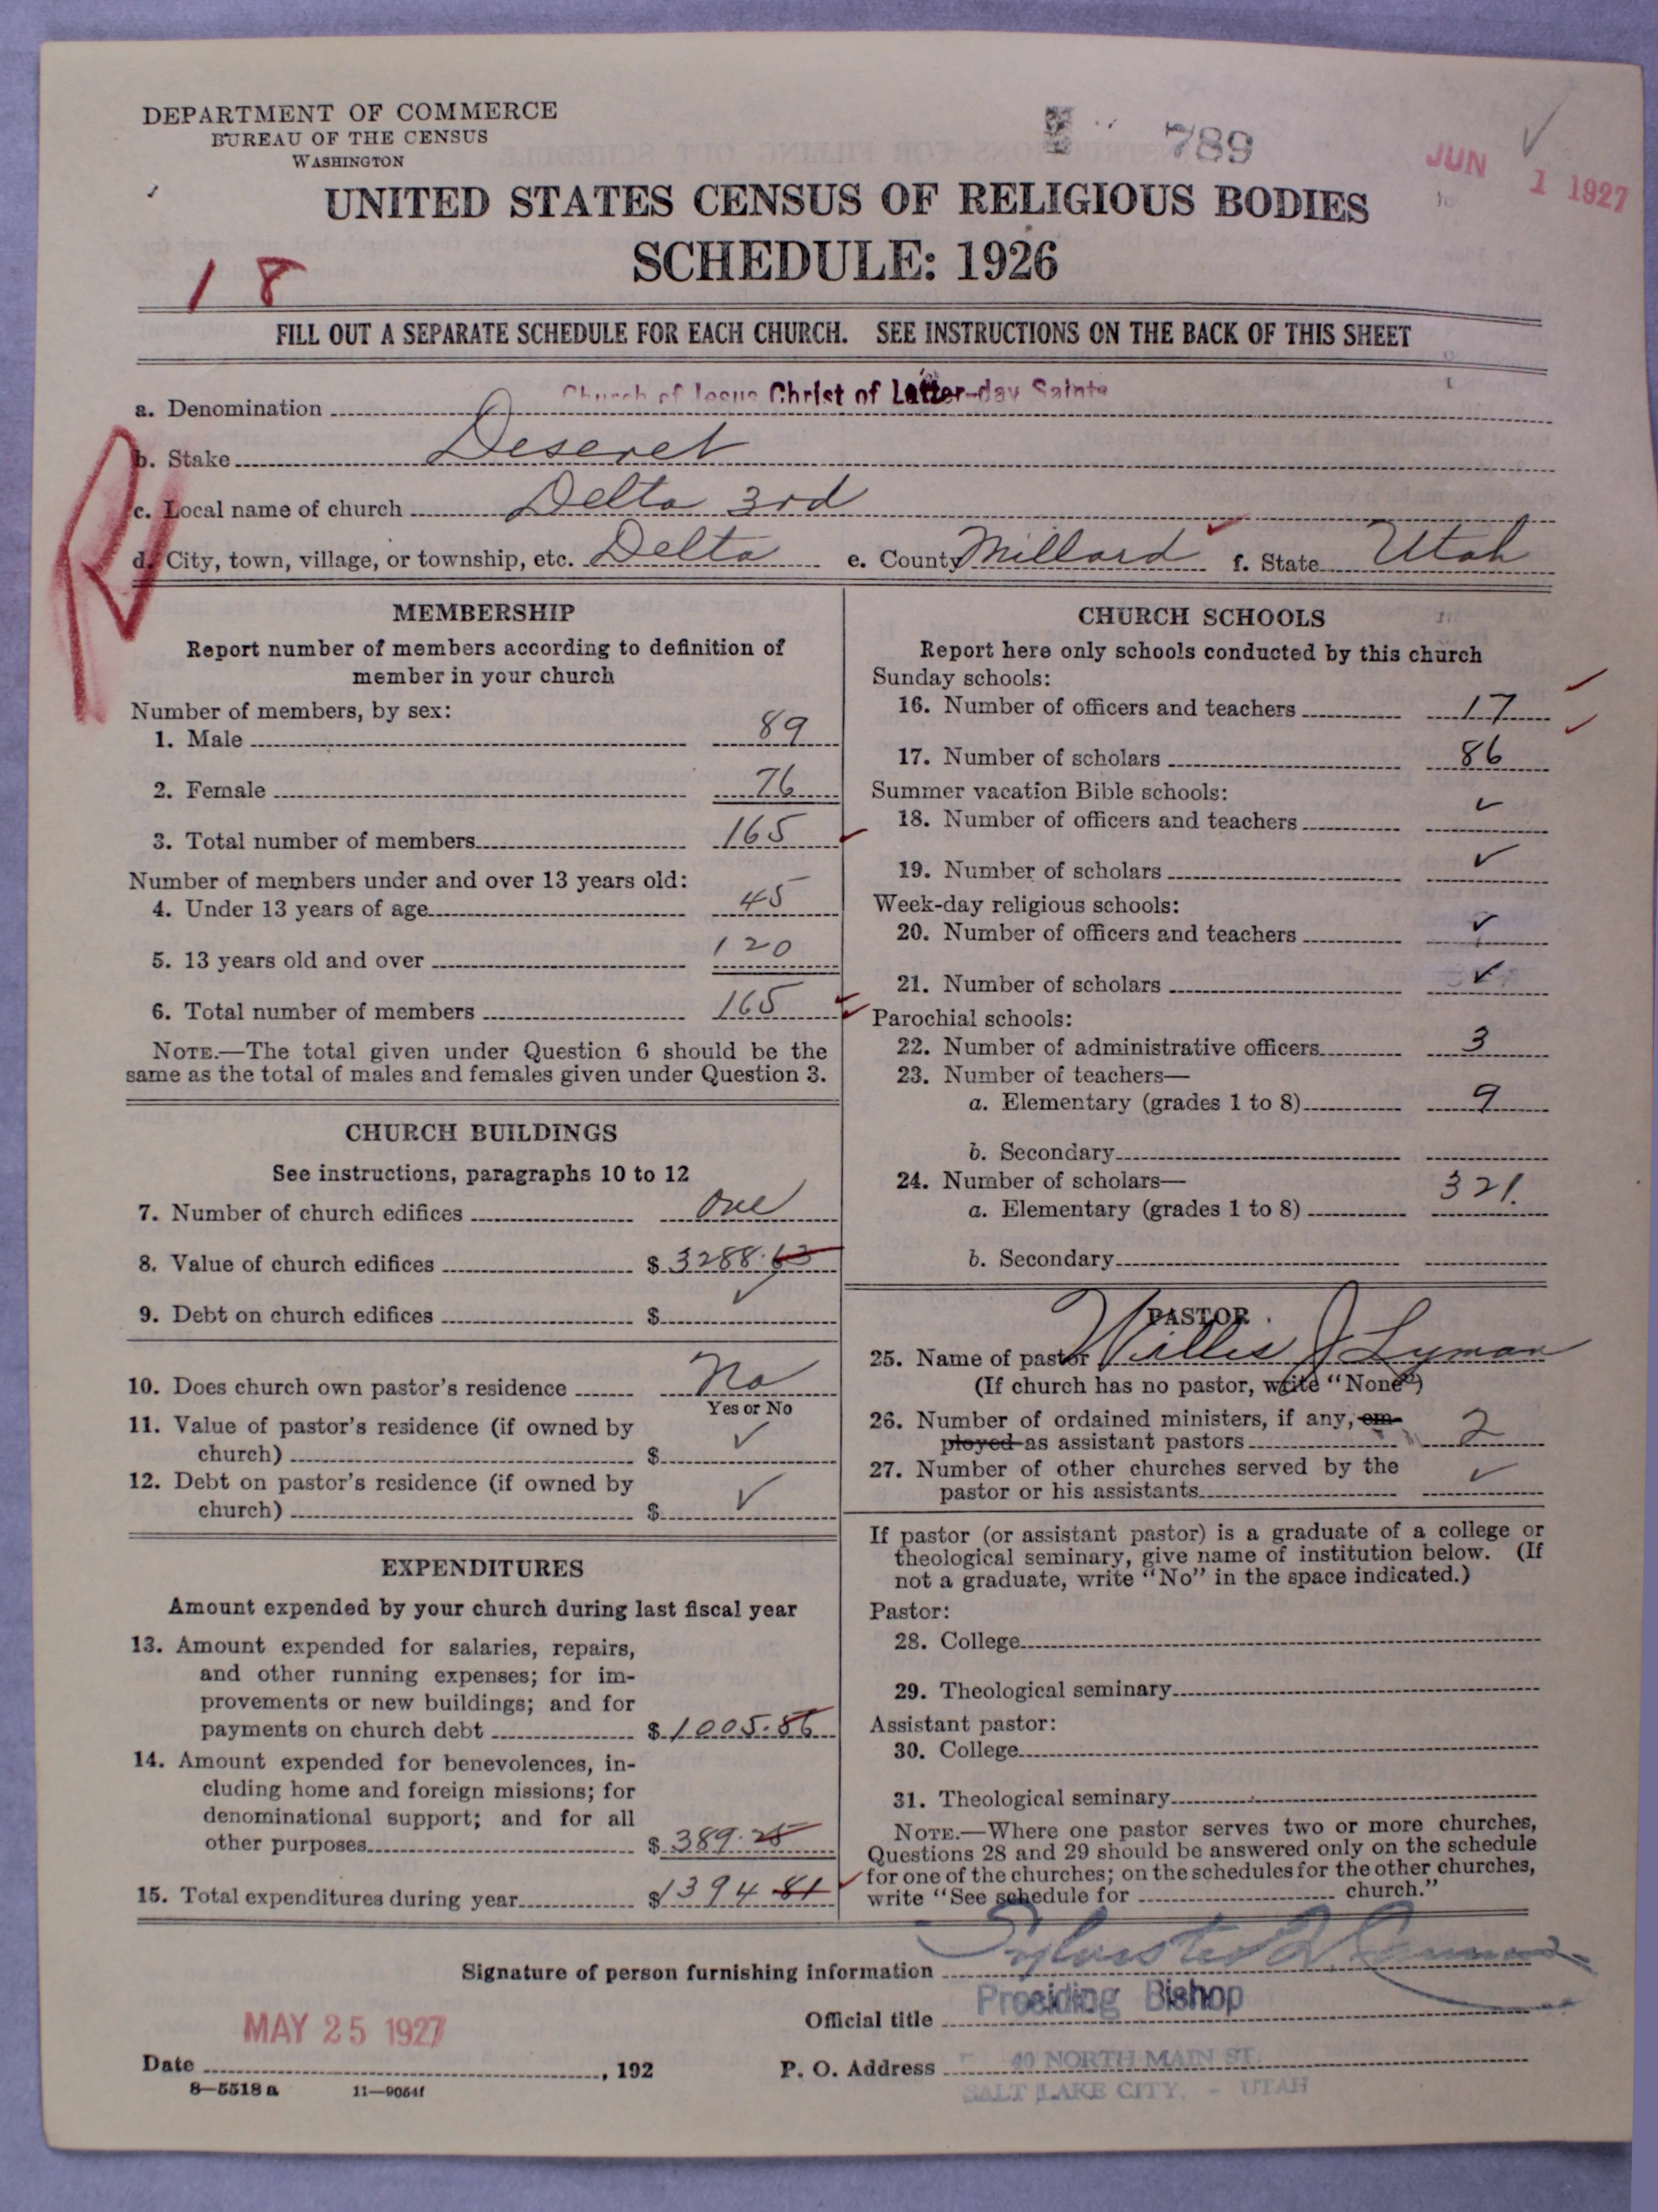 DEPARTMENT OF COMMERCE
BUREAU OF THE CENSUS
WASHINGTON
789
JUN 1 1927
UNITED STATES CENSUS OF RELIGIOUS BODIES
SCHEDULE: 1926
18
FILL OUT A SEPARATE SCHEDULE FOR EACH CHURCH. SEE INSTRUCTIONS ON THE BACK OF THIS SHEET
a. Denomination Church of Jesus Christ of Latter-day Saints
b. Stake Deseret
c. Local name of church Delta 3rd
d. City, town, village, or township, etc. Delta e. County Millard f. State Utah
MEMBERSHIP
Report number of members according to definition of
member in your church
Number of members, by sex:
1. Male 89
2. Female 76
3. Total number of members 165
Number of members under and over 13 years old:
4. Under 13 years of age 45
5. 13 years old and over 120
6. Total number of members 165
NOTE.—The total given under Question 6 should be the
same as the total of males and females given under Question 3.
CHURCH BUILDINGS
See instructions, paragraphs 10 to 12
7. Number of church edifices one
8. Value of church edifices $ 3288.63
9. Debt on church edifices $ ✓
10. Does church own pastor's residence No
Yes or No
11. Value of pastor's residence (if owned by
church) $ ✓
12. Debt on pastor's residence (if owned by
church) $ ✓
EXPENDITURES
Amount expended by your church during last fiscal year
13. Amount expended for salaries, repairs,
and other running expenses; for im-
provements or new buildings; and for
payments on church debt $ 1005.56
14. Amount expended for benevolences, in-
cluding home and foreign missions; for
denominational support; and for all
other purposes $ 389.25
15. Total expenditures during year $ 1394 81
CHURCH SCHOOLS
Report here only schools conducted by this church
Sunday schools:
16. Number of officers and teachers 17
17. Number of scholars 86
Summer vacation Bible schools:
18. Number of officers and teachers ✓
19. Number of scholars ✓
Week-day religious schools:
20. Number of officers and teachers ✓
21. Number of scholars ✓
Parochial schools:
22. Number of administrative officers 3
23. Number of teachers—
a. Elementary (grades 1 to 8) 9
b. Secondary
24. Number of scholars—
a. Elementary (grades 1 to 8) 321.
b. Secondary
PASTOR
25. Name of pastor Willis J Lyman
(If church has no pastor, write "None")
26. Number of ordained ministers, if any, em-
ployed as assistant pastors 2
27. Number of other churches served by the
pastor or his assistants ✓
If pastor (or assistant pastor) is a graduate of a college or
theological seminary, give name of institution below. (If
not a graduate, write "No" in the space indicated.)
Pastor:
28. College
29. Theological seminary
Assistant pastor:
30. College
31. Theological seminary
NOTE.—Where one pastor serves two or more churches,
Questions 28 and 29 should be answered only on the schedule
for one of the churches; on the schedules for the other churches,
write "See schedule for church."
Signature of person furnishing information Sylvester Q. Cannon
Official title Presiding Bishop
MAY 25 1927
Date , 192
P. O. Address 40 NORTH MAIN ST.
SALT LAKE CITY, - UTAH
8—5518 a 11—9054f